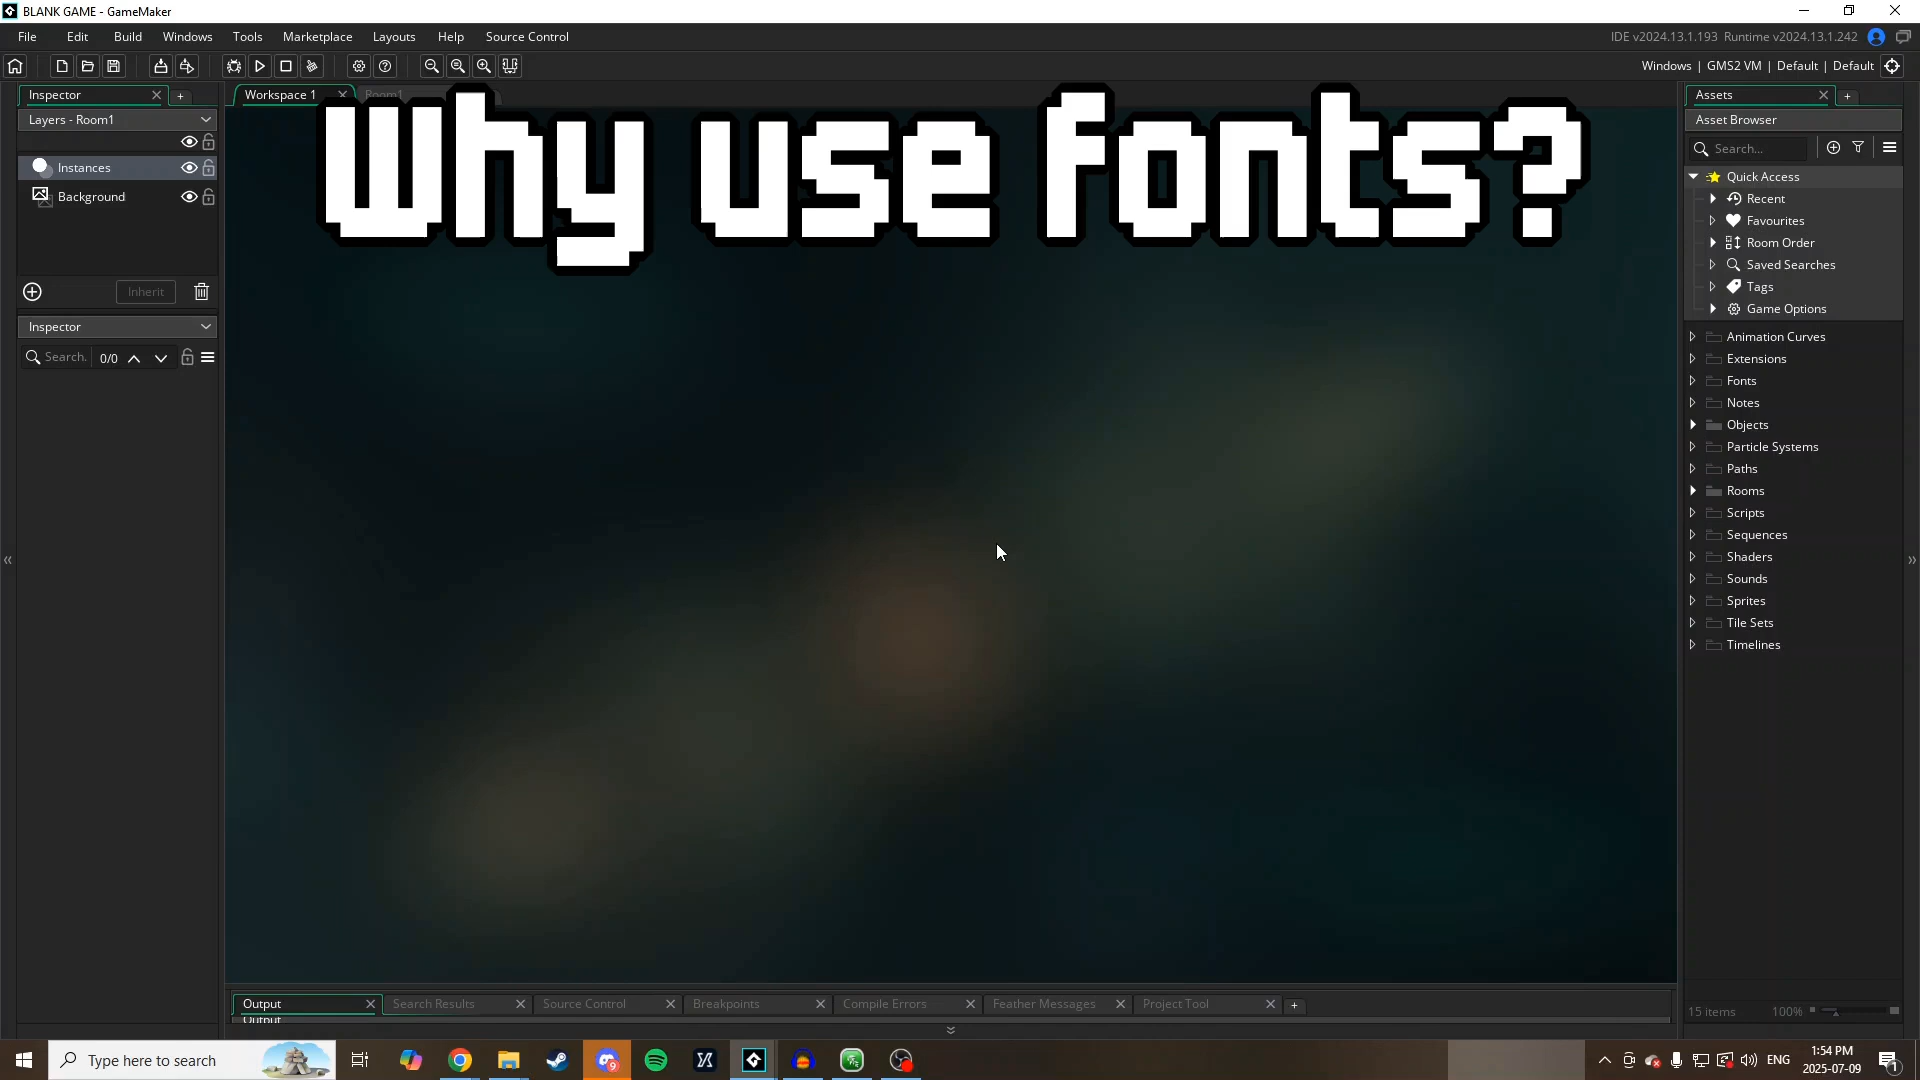 BLANK GAME - GameMaker
File Edit Build Windows Tools Marketplace Layouts Help Source Control
IDE v2024.13.1.193 Runtime v2024.13.1.242
Windows | GMS2 VM | Default | Default
Inspector
Workspace 1
Room1
Assets
Layers - Room1
Asset Browser
Why use fonts?
Search...
Instances
Background
Inherit
Inspector
Search. 0/0
Quick Access
Recent
Favourites
Room Order
Saved Searches
Tags
Game Options
Animation Curves
Extensions
Fonts
Notes
Objects
Particle Systems
Paths
Rooms
Scripts
Sequences
Shaders
Sounds
Sprites
Tile Sets
Timelines
15 items 100%
Output Search Results Source Control Breakpoints Compile Errors Feather Messages Project Tool
Output
Type here to search
9
ENG
1:54 PM
2025-07-09
1